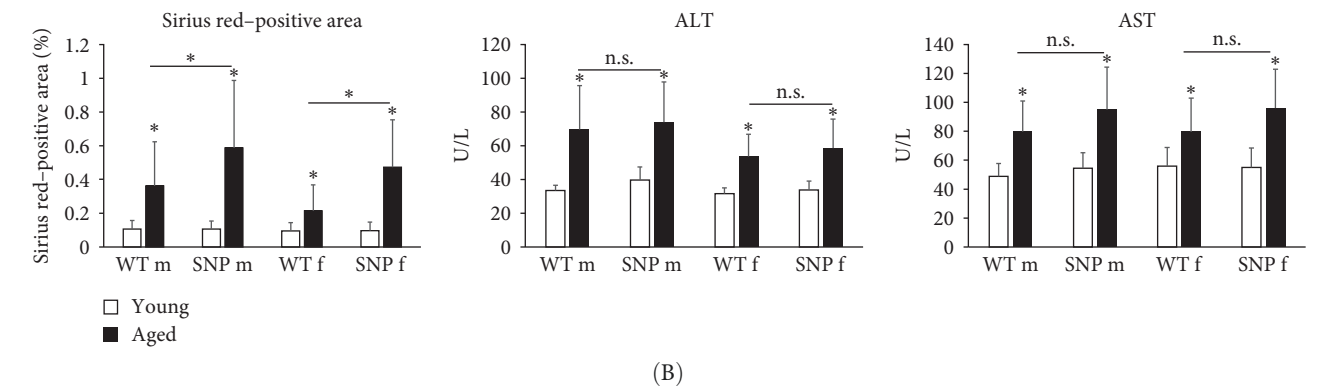 Sirius red–positive area
Sirius red–positive area (%)
1.2
1
0.8
0.6
0.4
0.2
0
*
*
*
*
*
*
WT m
SNP m
WT f
SNP f
ALT
U/L
120
100
80
60
40
20
0
n.s.
n.s.
*
*
*
*
WT m
SNP m
WT f
SNP f
AST
U/L
140
120
100
80
60
40
20
0
n.s.
n.s.
*
*
*
*
WT m
SNP m
WT f
SNP f
Young
Aged
(B)